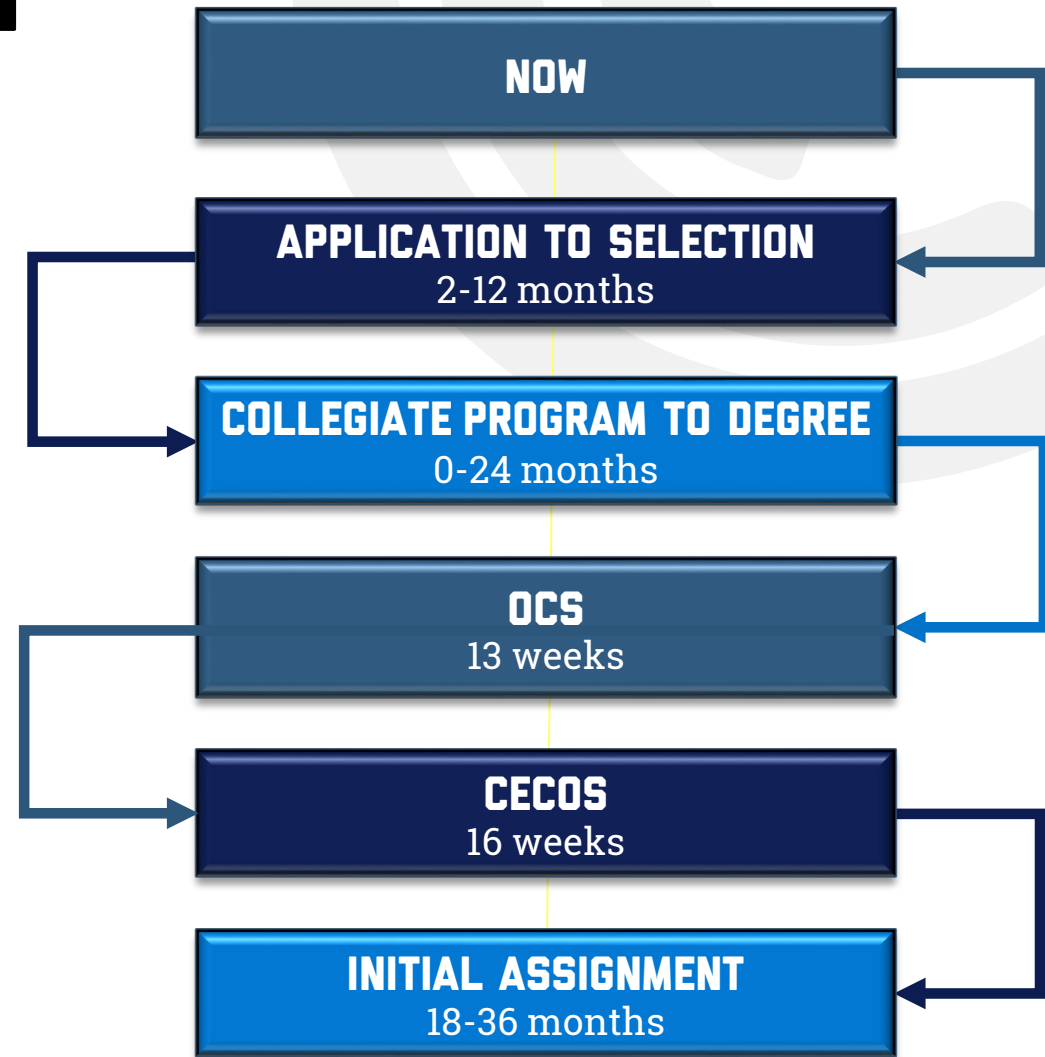 NOW
APPLICATION TO SELECTION
2-12 months
COLLEGIATE PROGRAM TO DEGREE
0-24 months
OCS
13 weeks
CECOS
16 weeks
INITIAL ASSIGNMENT
18-36 months